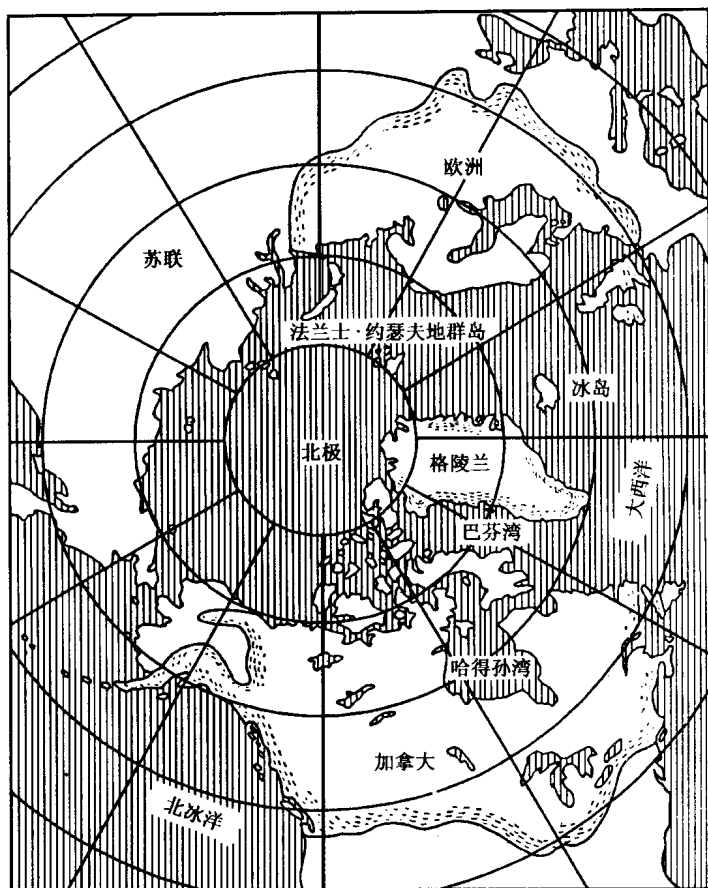 欧洲
苏联
法兰士·约瑟夫地群岛
冰岛
北极
格陵兰
大西洋
巴芬湾
哈得孙湾
加拿大
北冰洋